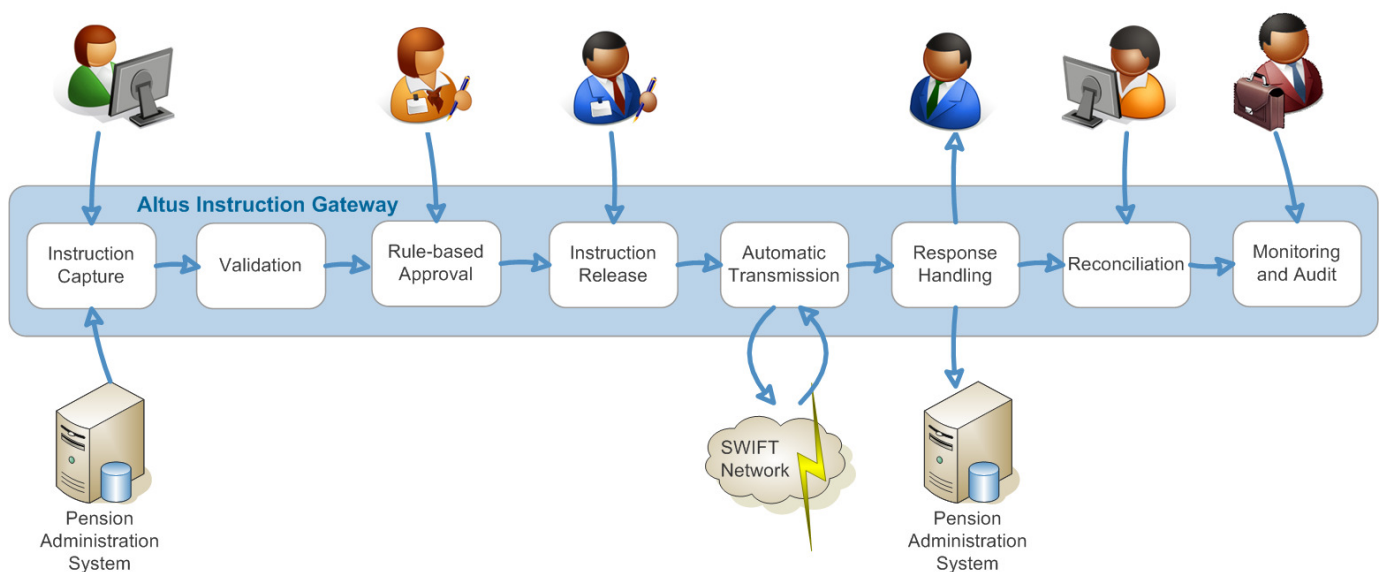 Altus Instruction Gateway
Instruction
Capture
Validation
Rule-based
Approval
Instruction
Release
Automatic
Transmission
Response
Handling
Reconciliation
Monitoring
and Audit
Pension
Administration
System
SWIFT
Network
Pension
Administration
System